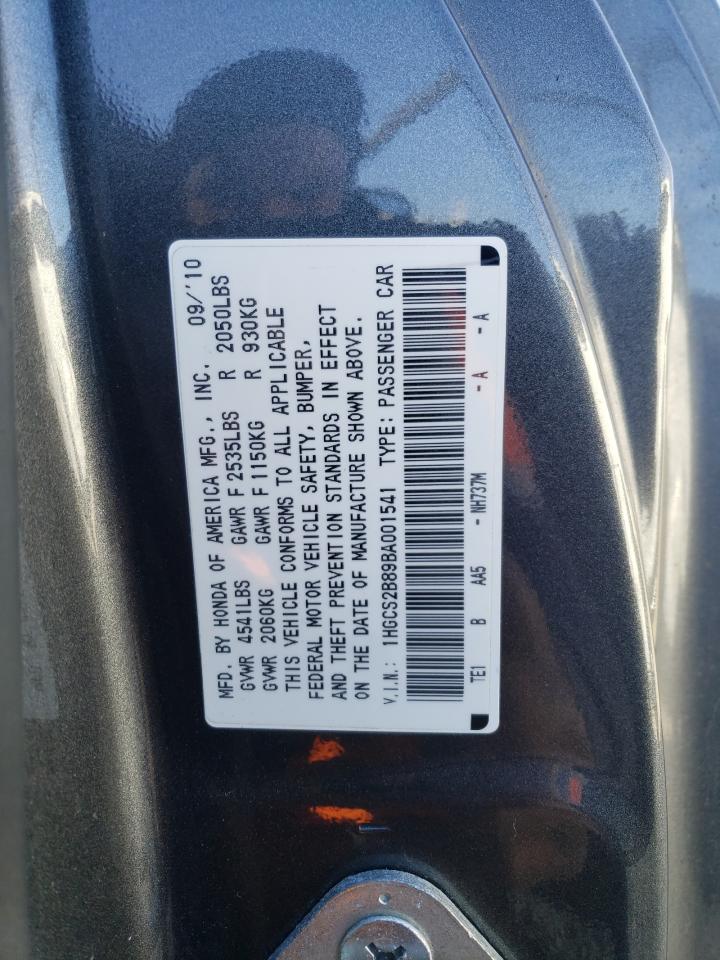 MFD. BY HONDA OF AMERICA MFG., INC. 09/'10
GVWR 4541LBS GAWR F 2535LBS R 2050LBS
GVWR 2060KG GAWR F 1150KG R 930KG
THIS VEHICLE CONFORMS TO ALL APPLICABLE
FEDERAL MOTOR VEHICLE SAFETY, BUMPER,
AND THEFT PREVENTION STANDARDS IN EFFECT
ON THE DATE OF MANUFACTURE SHOWN ABOVE.
V.I.N.: 1HGCS2B89BA001541 TYPE: PASSENGER CAR
TE1 B AA5 - NH737M - A - A